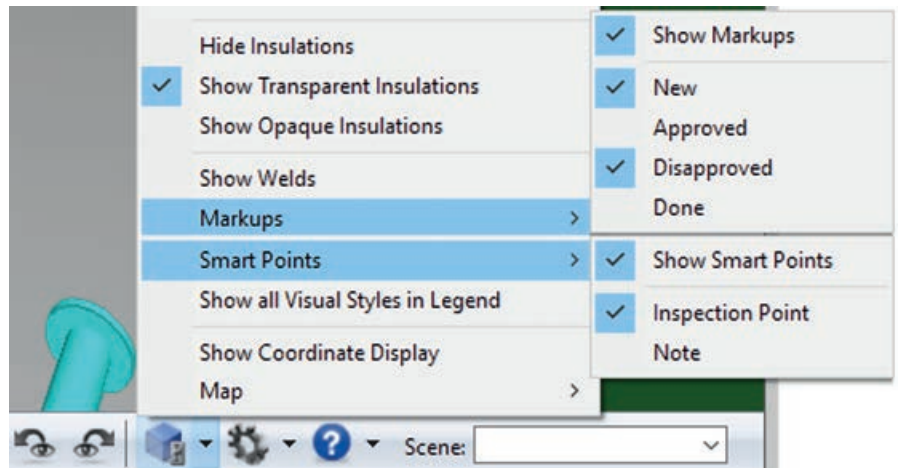 Hide Insulations
Show Transparent Insulations
Show Opaque Insulations
Show Welds
Markups
Smart Points
Show all Visual Styles in Legend
Show Coordinate Display
Map
Show Markups
New
Approved
Disapproved
Done
Show Smart Points
Inspection Point
Note
Scene: